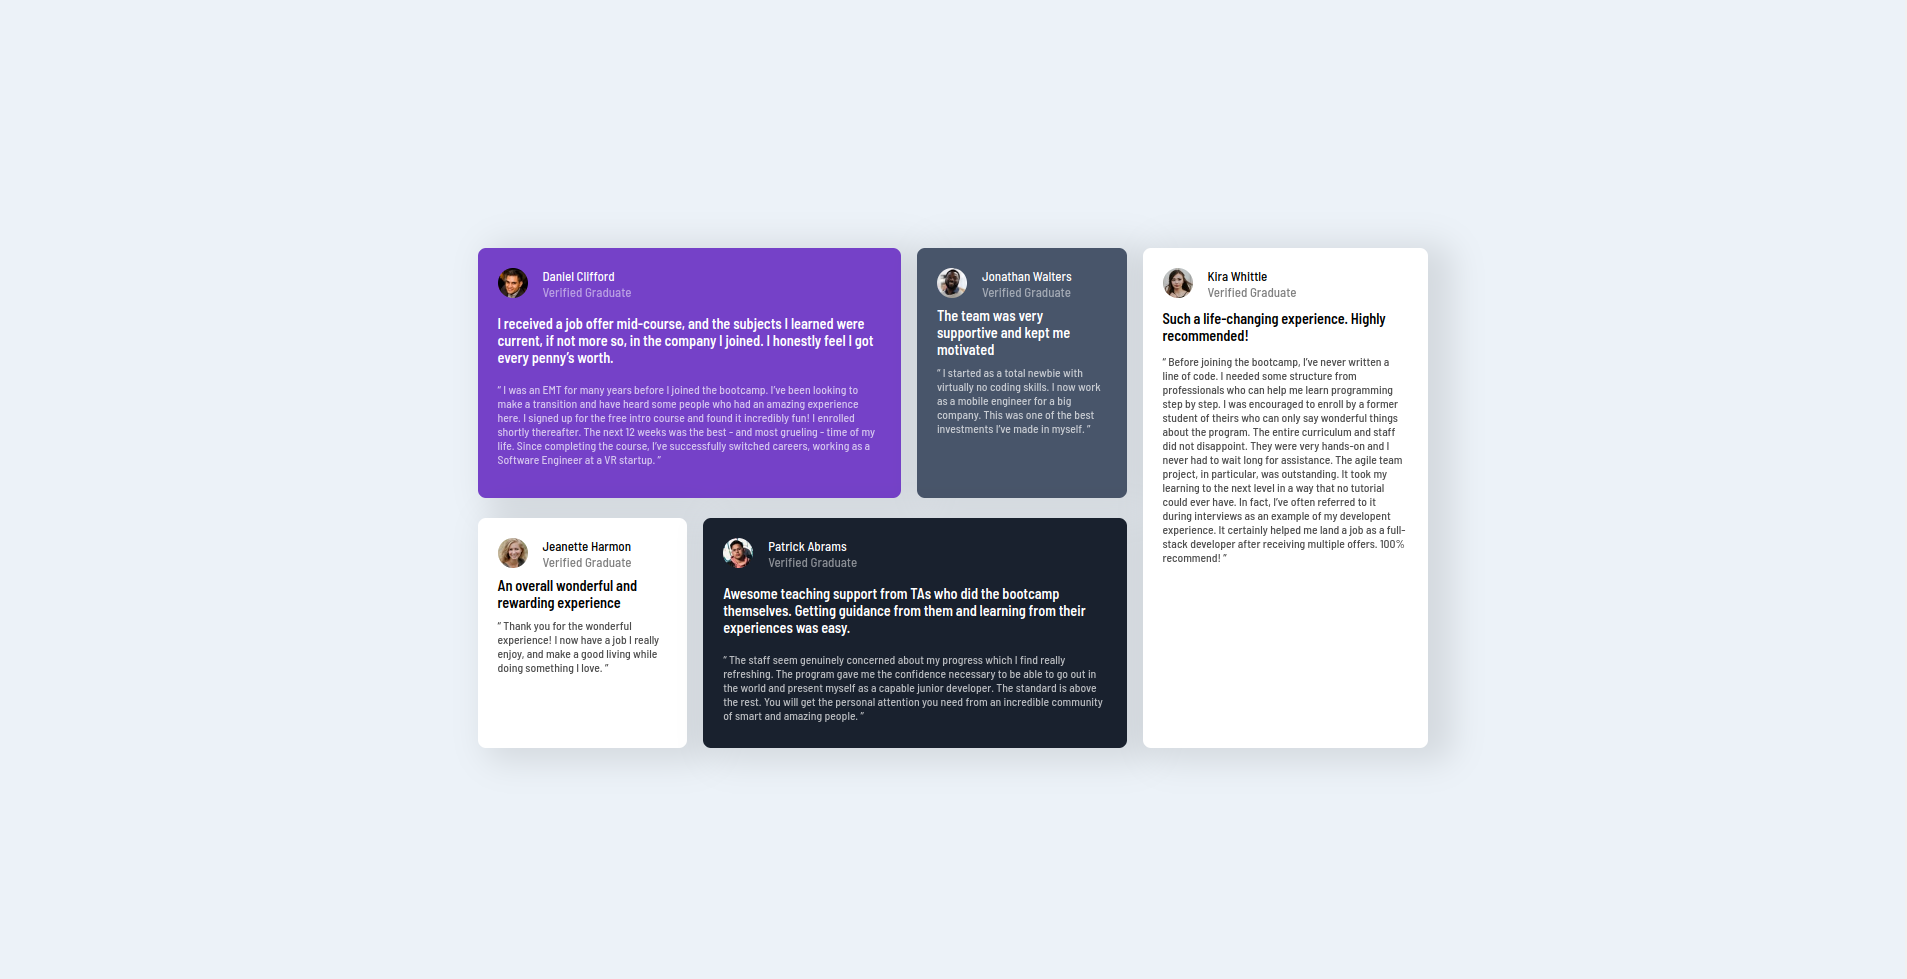 Daniel Clifford
Verified Graduate
I received a job offer mid-course, and the subjects I learned were
current, if not more so, in the company I joined. I honestly feel I got
every penny’s worth.
“ I was an EMT for many years before I joined the bootcamp. I’ve been looking to
make a transition and have heard some people who had an amazing experience
here. I signed up for the free intro course and found it incredibly fun! I enrolled
shortly thereafter. The next 12 weeks was the best - and most grueling - time of my
life. Since completing the course, I’ve successfully switched careers, working as a
Software Engineer at a VR startup. ”
Jonathan Walters
Verified Graduate
The team was very
supportive and kept me
motivated
“ I started as a total newbie with
virtually no coding skills. I now work
as a mobile engineer for a big
company. This was one of the best
investments I’ve made in myself. ”
Kira Whittle
Verified Graduate
Such a life-changing experience. Highly
recommended!
“ Before joining the bootcamp, I’ve never written a
line of code. I needed some structure from
professionals who can help me learn programming
step by step. I was encouraged to enroll by a former
student of theirs who can only say wonderful things
about the program. The entire curriculum and staff
did not disappoint. They were very hands-on and I
never had to wait long for assistance. The agile team
project, in particular, was outstanding. It took my
learning to the next level in a way that no tutorial
could ever have. In fact, I’ve often referred to it
during interviews as an example of my developent
experience. It certainly helped me land a job as a full-
stack developer after receiving multiple offers. 100%
recommend! ”
Jeanette Harmon
Verified Graduate
An overall wonderful and
rewarding experience
“ Thank you for the wonderful
experience! I now have a job I really
enjoy, and make a good living while
doing something I love. ”
Patrick Abrams
Verified Graduate
Awesome teaching support from TAs who did the bootcamp
themselves. Getting guidance from them and learning from their
experiences was easy.
“ The staff seem genuinely concerned about my progress which I find really
refreshing. The program gave me the confidence necessary to be able to go out in
the world and present myself as a capable junior developer. The standard is above
the rest. You will get the personal attention you need from an incredible community
of smart and amazing people. ”